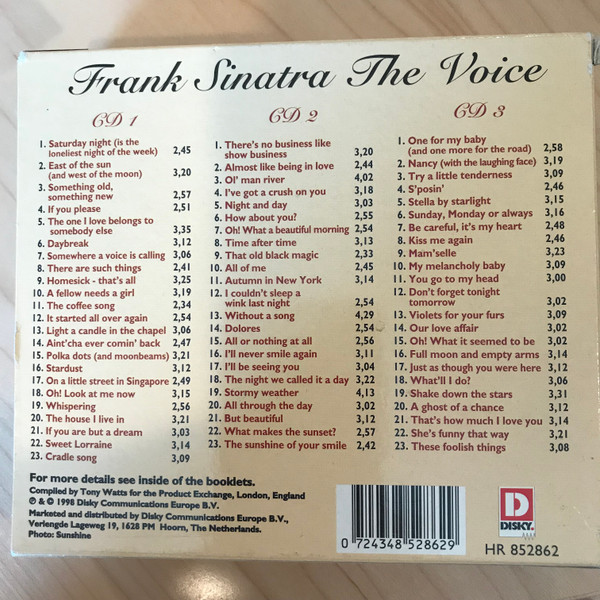 Frank Sinatra The Voice
CD 1
1. Saturday night (is the
loneliest night of the week) 2,45
2. East of the sun
(and west of the moon) 3,20
3. Something old,
something new 2,57
4. If you please 2,51
5. The one I love belongs to
somebody else 3,35
6. Daybreak 3,12
7. Somewhere a voice is calling 3,06
8. There are such things 2,41
9. Homesick - that's all 3,25
10. A fellow needs a girl 3,19
11. The coffee song 2,34
12. It started all over again 2,54
13. Light a candle in the chapel 3,06
14. Aint'cha ever comin' back 2,47
15. Polka dots (and moonbeams) 3,21
16. Stardust 3,12
17. On a little street in Singapore 2,49
18. Oh! Look at me now 3,15
19. Whispering 2,56
20. The house I live in 3,21
21. If you are but a dream 3,03
22. Sweet Lorraine 3,14
23. Cradle song 3,09
CD 2
1. There's no business like
show business 3,20
2. Almost like being in love 2,44
3. Ol' man river 4,02
4. I've got a crush on you 3,18
5. Night and day 3,03
6. How about you? 2,55
7. Oh! What a beautiful morning 2,54
8. Time after time 3,13
9. That old black magic 2,33
10. All of me 2,45
11. Autumn in New York 3,14
12. I couldn't sleep a
wink last night 2,54
13. Without a song 4,29
14. Dolores 2,54
15. All or nothing at all 2,56
16. I'll never smile again 3,11
17. I'll be seeing you 3,04
18. The night we called it a day 3,22
19. Stormy weather 4,13
20. All through the day 3,02
21. But beautiful 3,12
22. What makes the sunset? 2,57
23. The sunshine of your smile 2,42
CD 3
1. One for my baby
(and one more for the road) 2,58
2. Nancy (with the laughing face) 3,19
3. Try a little tenderness 3,09
4. S'posin' 2,46
5. Stella by starlight 3,15
6. Sunday, Monday or always 3,16
7. Be careful, it's my heart 2,48
8. Kiss me again 2,46
9. Mam'selle 3,23
10. My melancholy baby 3,09
11. You go to my head 3,00
12. Don't forget tonight
tomorrow 3,02
13. Violets for your furs 3,09
14. Our love affair 3,02
15. Oh! What it seemed to be 3,02
16. Full moon and empty arms 3,14
17. Just as though you were here 3,12
18. What'll I do? 3,06
19. Shake down the stars 3,31
20. A ghost of a chance 3,12
21. That's how much I love you 3,14
22. She's funny that way 3,21
23. These foolish things 3,08
For more details see inside of the booklets.
Compiled by Tony Watts for the Product Exchange, London, England
℗ & © 1998 Disky Communications Europe B.V.
Marketed and distributed by Disky Communications Europe B.V.,
Verlengde Lageweg 19, 1628 PM Hoorn, The Netherlands.
Photo: Sunshine
0 724348 528629
D
DISKY.
HR 852862